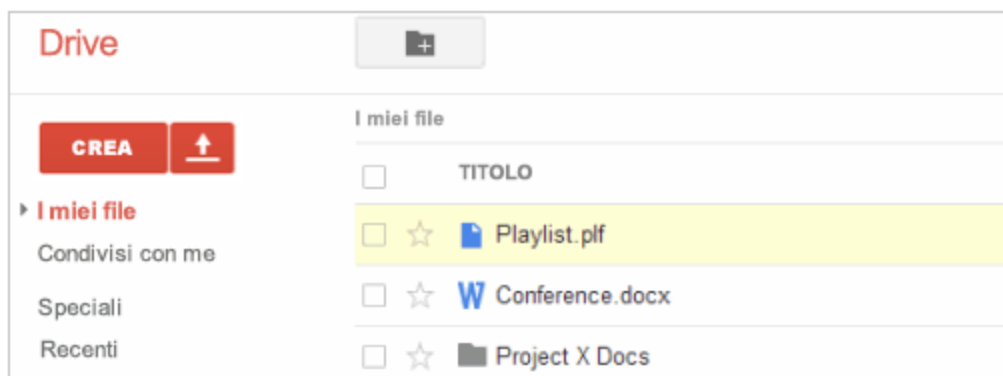 Drive
CREA
I miei file
Condivisi con me
Speciali
Recenti
I miei file
TITOLO
Playlist.plf
Conference.docx
Project X Docs